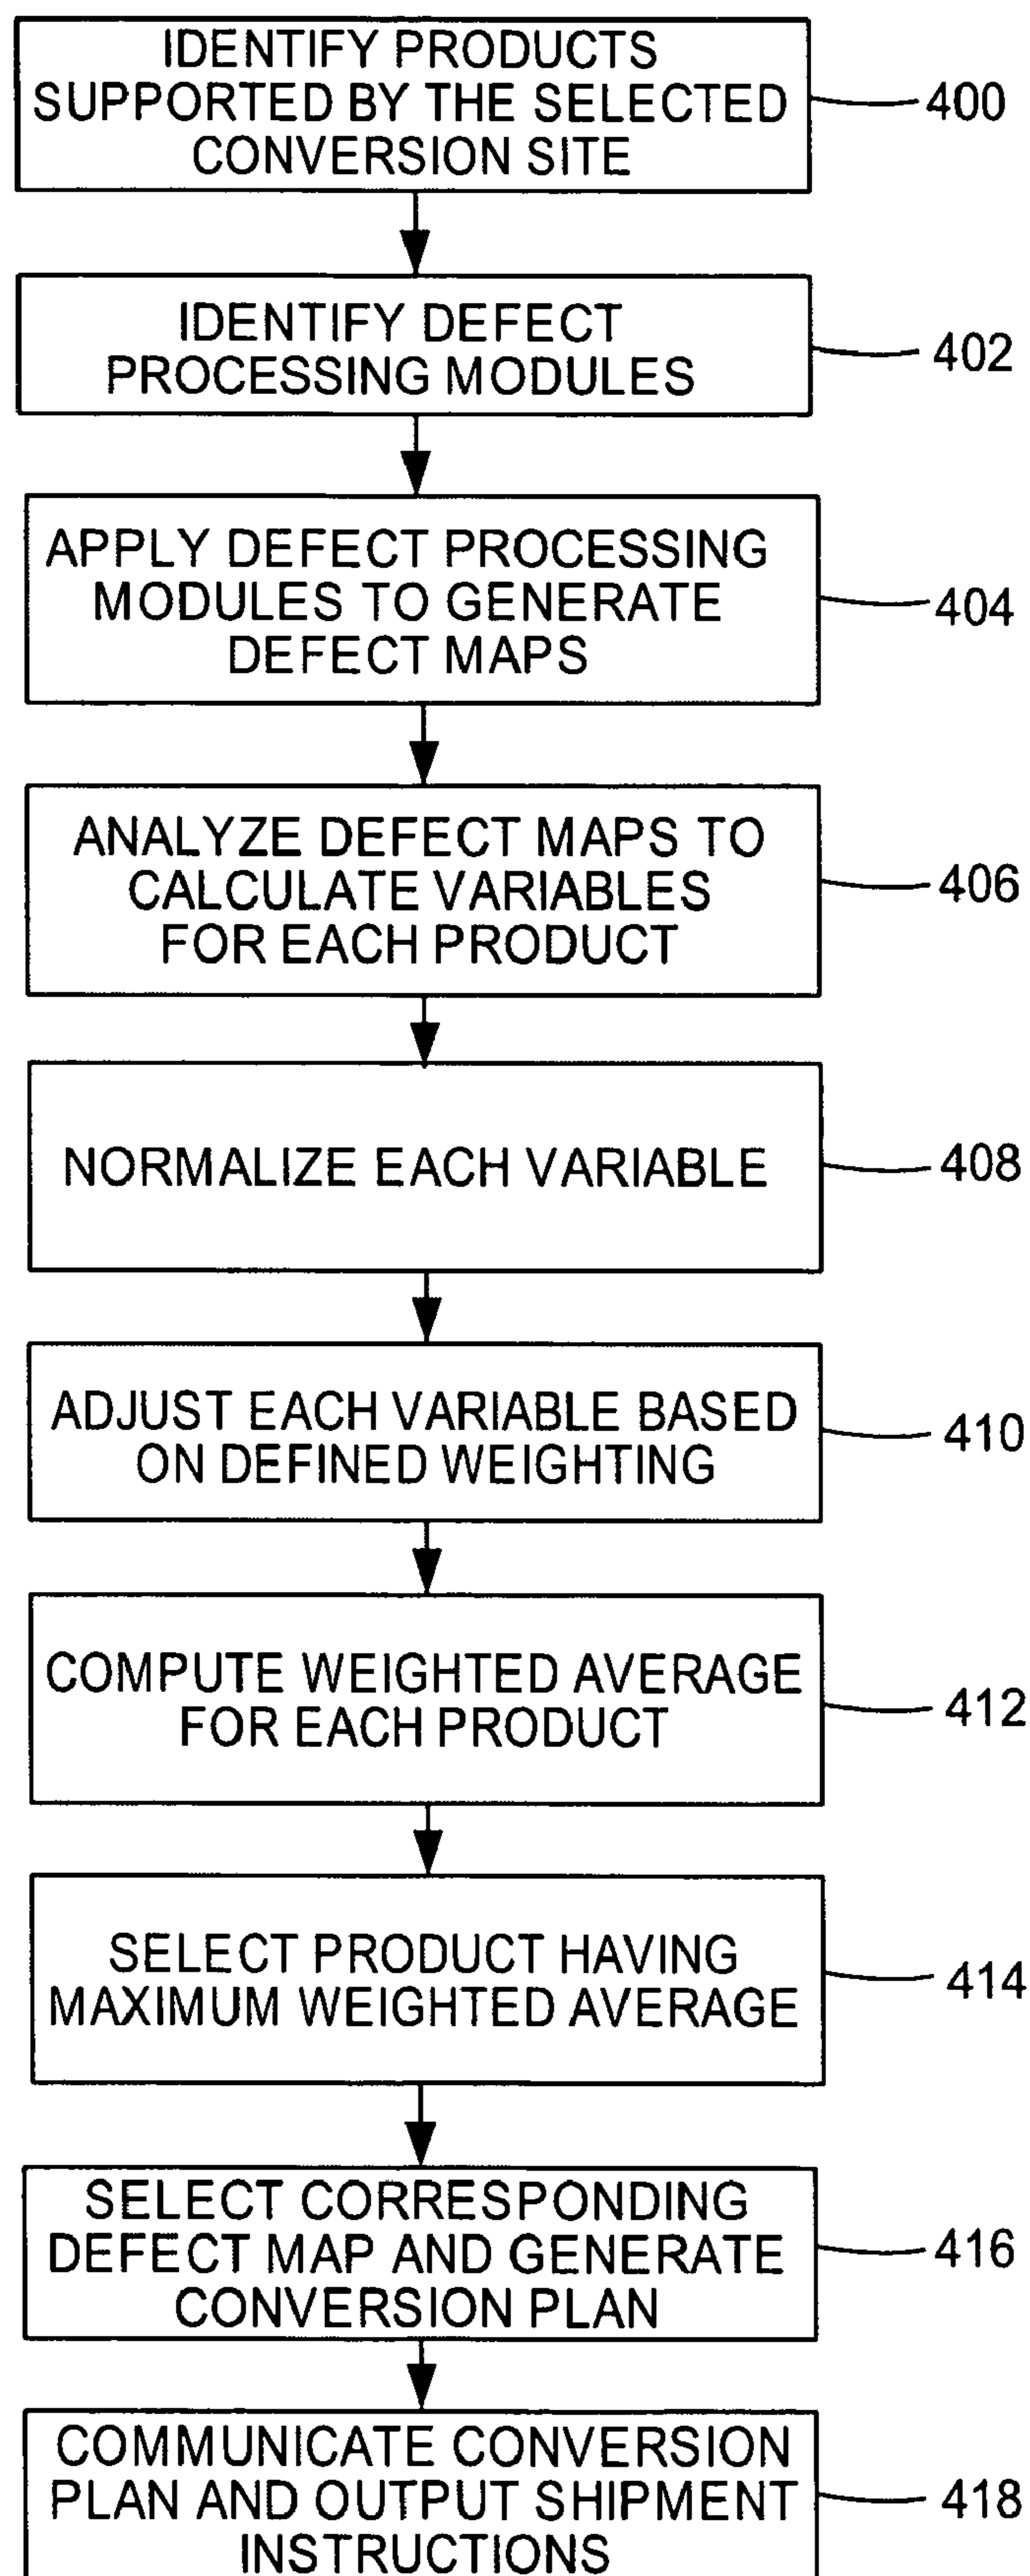 IDENTIFY PRODUCTS
SUPPORTED BY THE SELECTED
CONVERSION SITE
400
IDENTIFY DEFECT
PROCESSING MODULES
402
APPLY DEFECT PROCESSING
MODULES TO GENERATE
DEFECT MAPS
404
ANALYZE DEFECT MAPS TO
CALCULATE VARIABLES
FOR EACH PRODUCT
406
NORMALIZE EACH VARIABLE
408
ADJUST EACH VARIABLE BASED
ON DEFINED WEIGHTING
410
COMPUTE WEIGHTED AVERAGE
FOR EACH PRODUCT
412
SELECT PRODUCT HAVING
MAXIMUM WEIGHTED AVERAGE
414
SELECT CORRESPONDING
DEFECT MAP AND GENERATE
CONVERSION PLAN
416
COMMUNICATE CONVERSION
PLAN AND OUTPUT SHIPMENT
INSTRUCTIONS
418